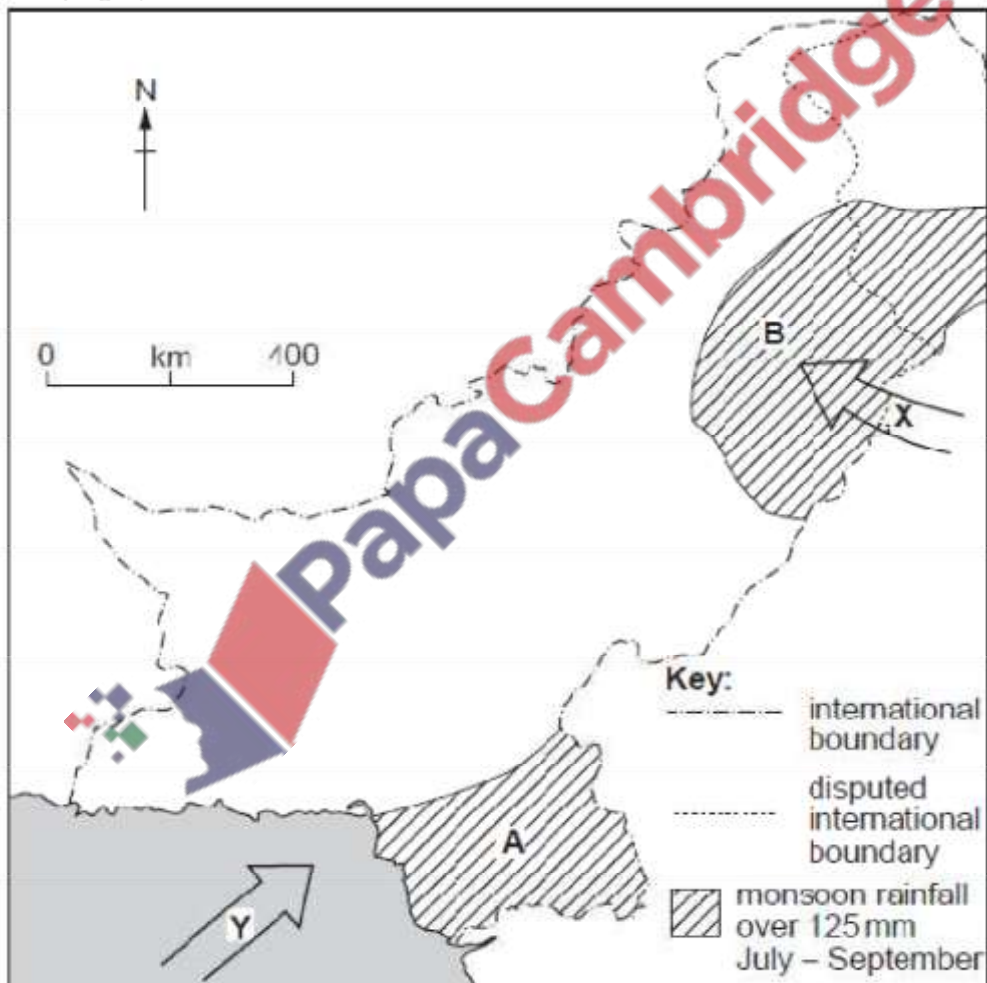 N
PapaCambridge
0 km 400
B
X
A
Y
Key:
international
boundary
disputed
international
boundary
monsoon rainfall
over 125 mm
July – September